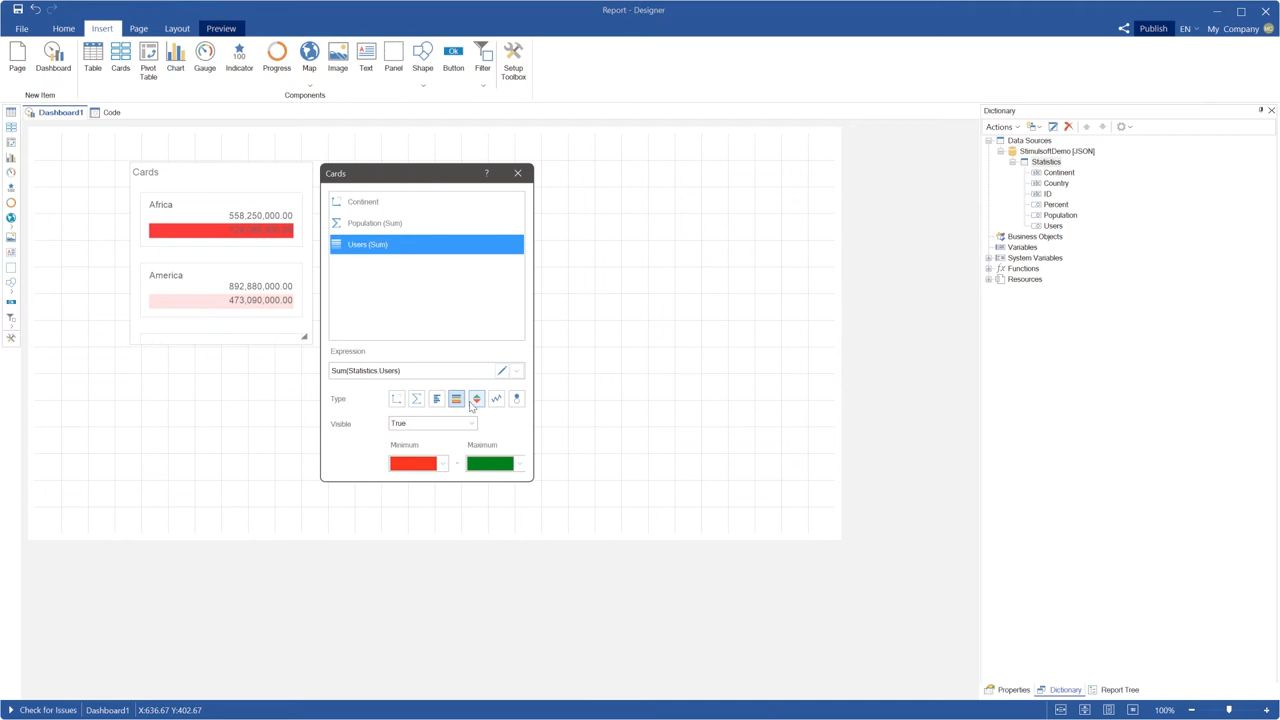 Report - Designer
File Home Insert Page Layout Preview
Publish EN My Company
Page Dashboard Table Cards Pivot Table Chart Gauge 100 Indicator Progress Map Image Text Panel Shape Ok Button Filter Setup Toolbox
New Item Components
Dashboard1 Code
Cards
Africa
558,250,000.00
America
892,880,000.00
473,090,000.00
Cards ?
Continent
Population (Sum)
Users (Sum)
Expression
Sum(Statistics.Users)
Type
Visible True
Minimum Maximum
-
Dictionary
Actions
Data Sources
StimulsoftDemo [JSON]
Statistics
Continent
Country
ID
Percent
Population
Users
Business Objects
Variables
System Variables
Functions
Resources
Properties Dictionary Report Tree
Check for Issues Dashboard1 X:636.67 Y:402.67 100%